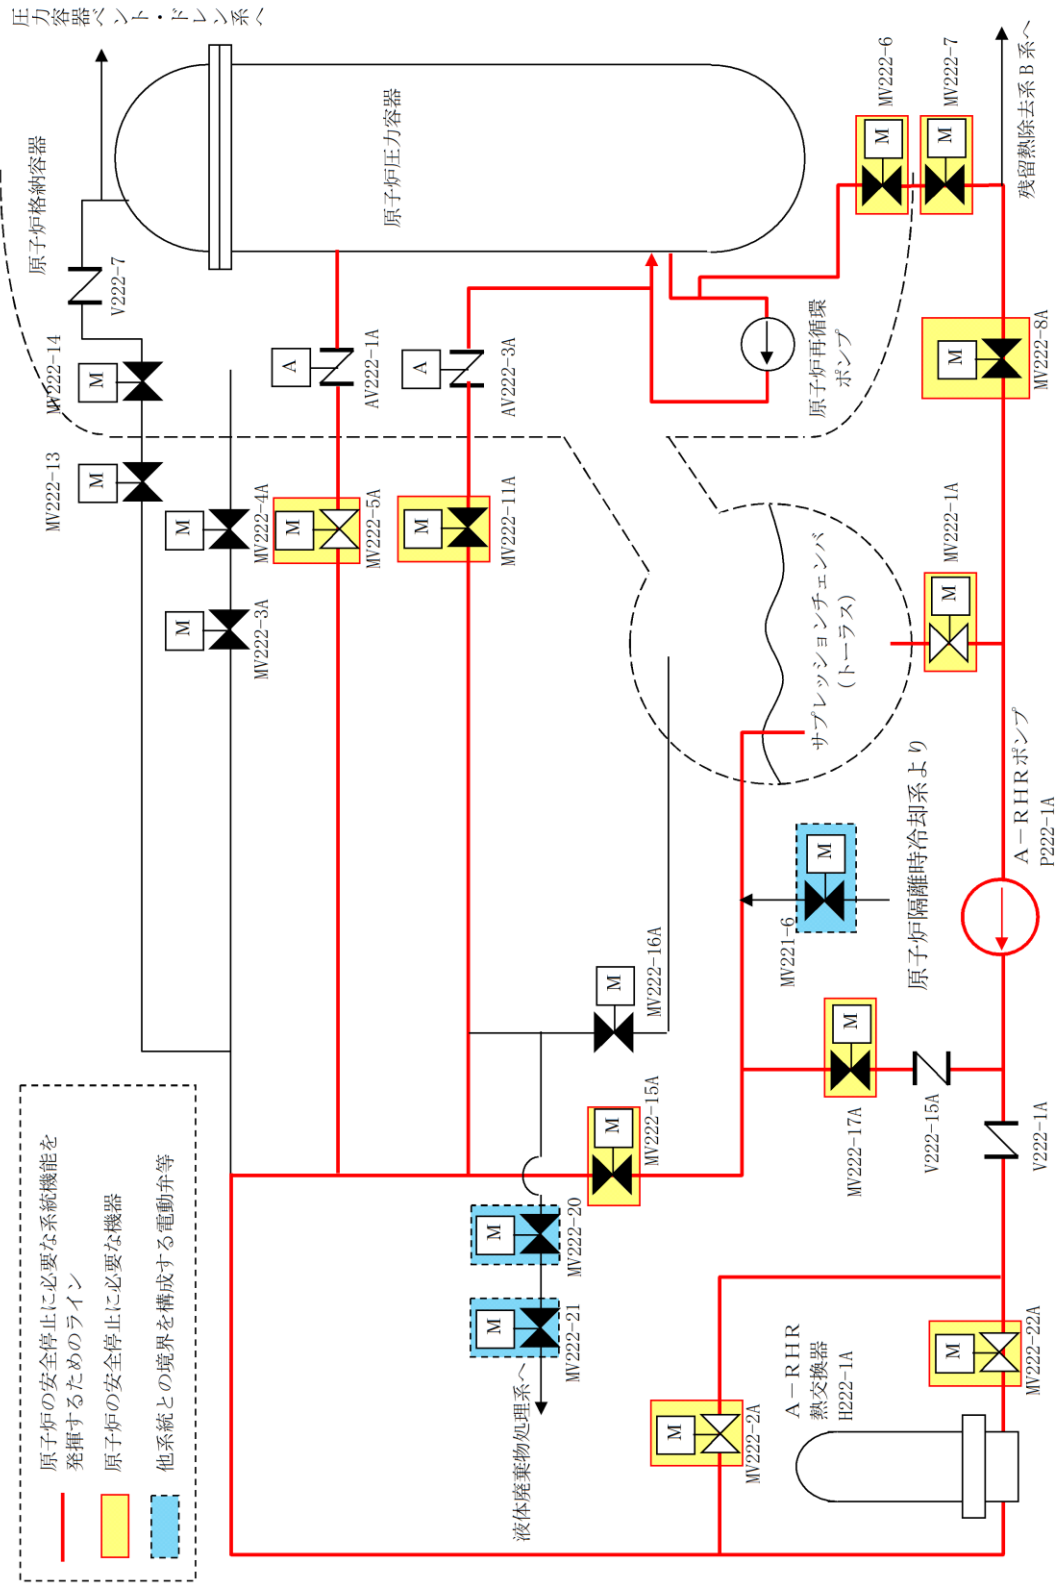 圧力容器ベント・ドレン系へ
原子炉格納容器
V222-7
MV222-14
M
MV222-13
M
原子炉圧力容器
MV222-6
M
MV222-7
M
残留熱除去系B系へ
MV222-4A
M
MV222-3A
M
A
AV222-1A
M
MV222-5A
A
AV222-3A
M
MV222-11A
原子炉再循環
ポンプ
M
MV222-8A
M
MV222-1A
サプレッションチェンバ
(トーラス)
A－RHRポンプ
P222-1A
M
MV221-6
原子炉隔離時冷却系より
M
MV222-16A
M
MV222-15A
M
MV222-17A
V222-15A
V222-1A
M
MV222-20
M
MV222-21
液体廃棄物処理系へ
M
MV222-2A
A－RHR
熱交換器
H222-1A
M
MV222-22A
原子炉の安全停止に必要な系統機能を
発揮するためのライン
原子炉の安全停止に必要な機器
他系統との境界を構成する電動弁等